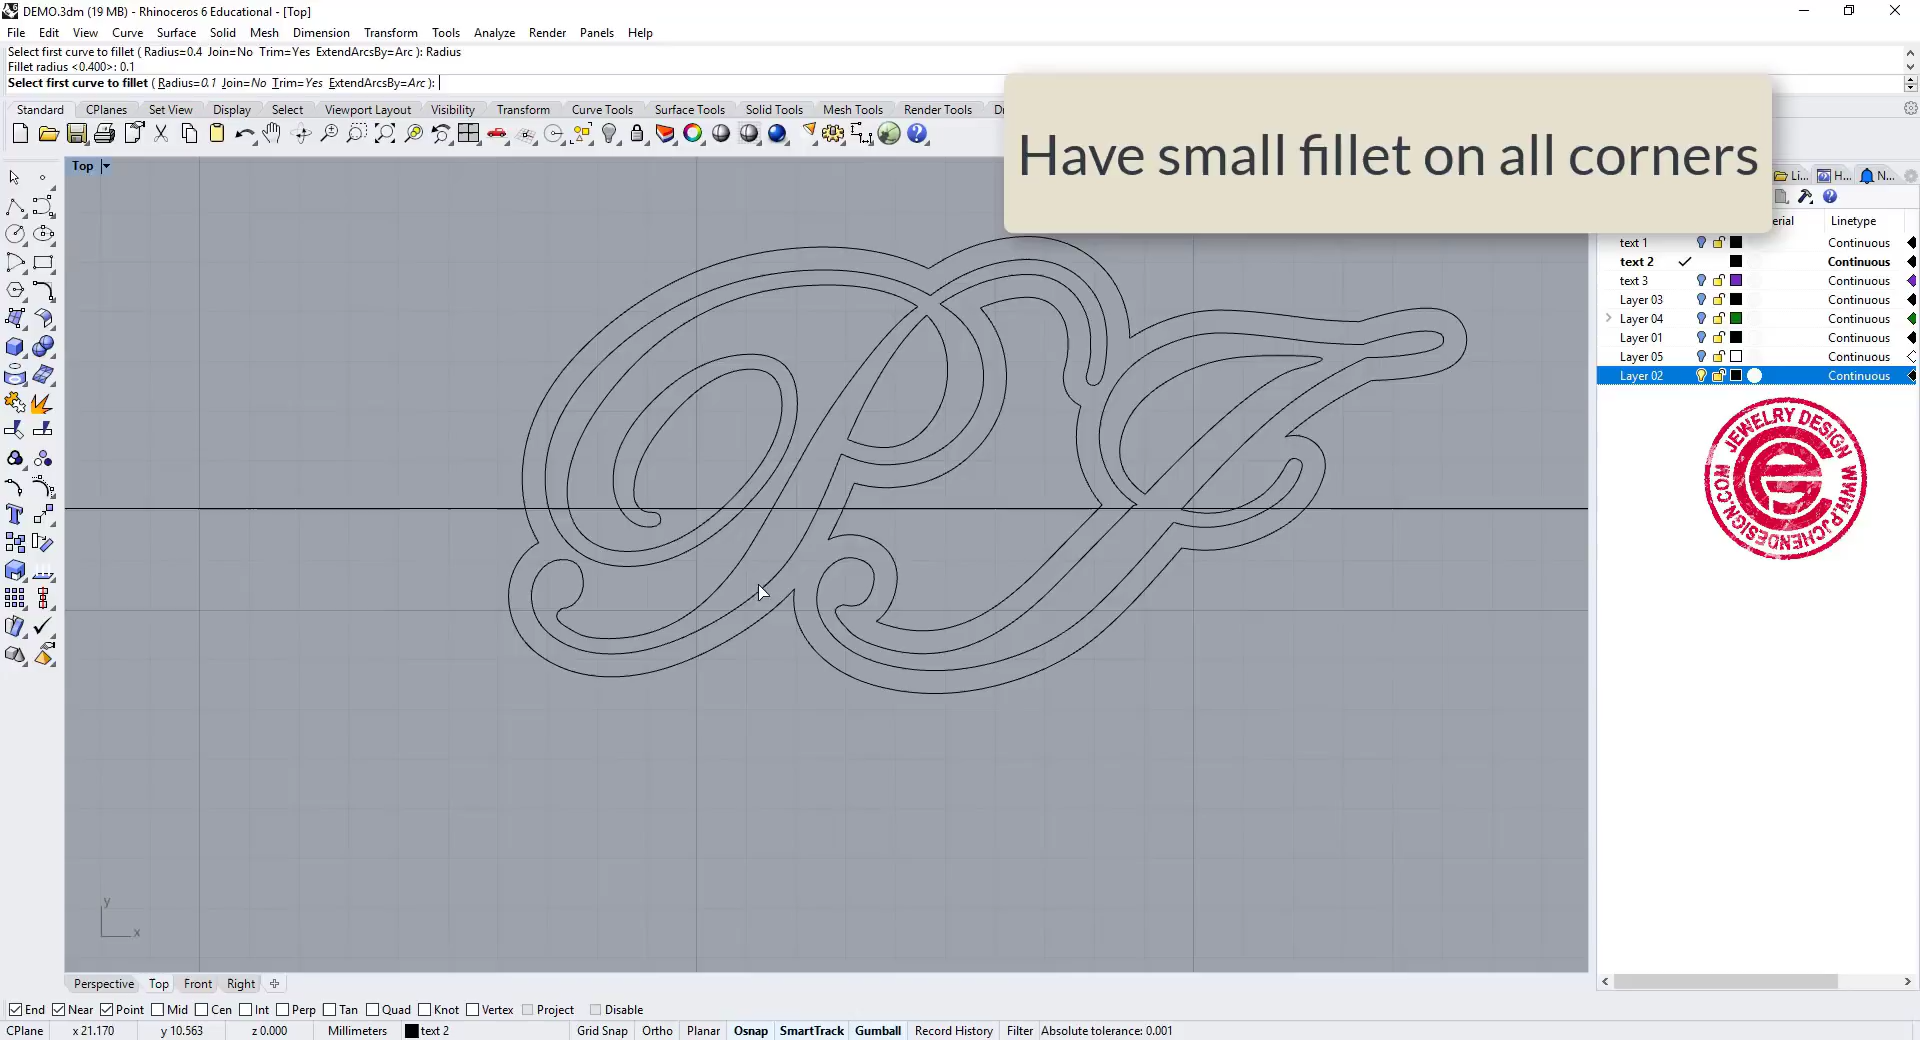 DEMO.3dm (19 MB) - Rhinoceros 6 Educational - [Top]
File Edit View Curve Surface Solid Mesh Dimension Transform Tools Analyze Render Panels Help
Select first curve to fillet ( Radius=0.4 Join=No Trim=Yes ExtendArcsBy=Arc ): Radius
Fillet radius <0.400>: 0.1
Select first curve to fillet ( Radius=0.1 Join=No Trim=Yes ExtendArcsBy=Arc ):
Standard CPlanes Set View Display Select Viewport Layout Visibility Transform Curve Tools Surface Tools Solid Tools Mesh Tools Render Tools
Have small fillet on all corners
Top
Li... H... N...
Linetype
text 1 Continuous
text 2 Continuous
text 3 Continuous
Layer 03 Continuous
Layer 04 Continuous
Layer 01 Continuous
Layer 05 Continuous
Layer 02 Continuous
JEWELRY DESIGN WWW.PJCHENDESIGN.COM
PJ
y
x
Perspective Top Front Right
End Near Point Mid Cen Int Perp Tan Quad Knot Vertex Project Disable
CPlane x 21.170 y 10.563 z 0.000 Millimeters text 2 Grid Snap Ortho Planar Osnap SmartTrack Gumball Record History Filter Absolute tolerance: 0.001